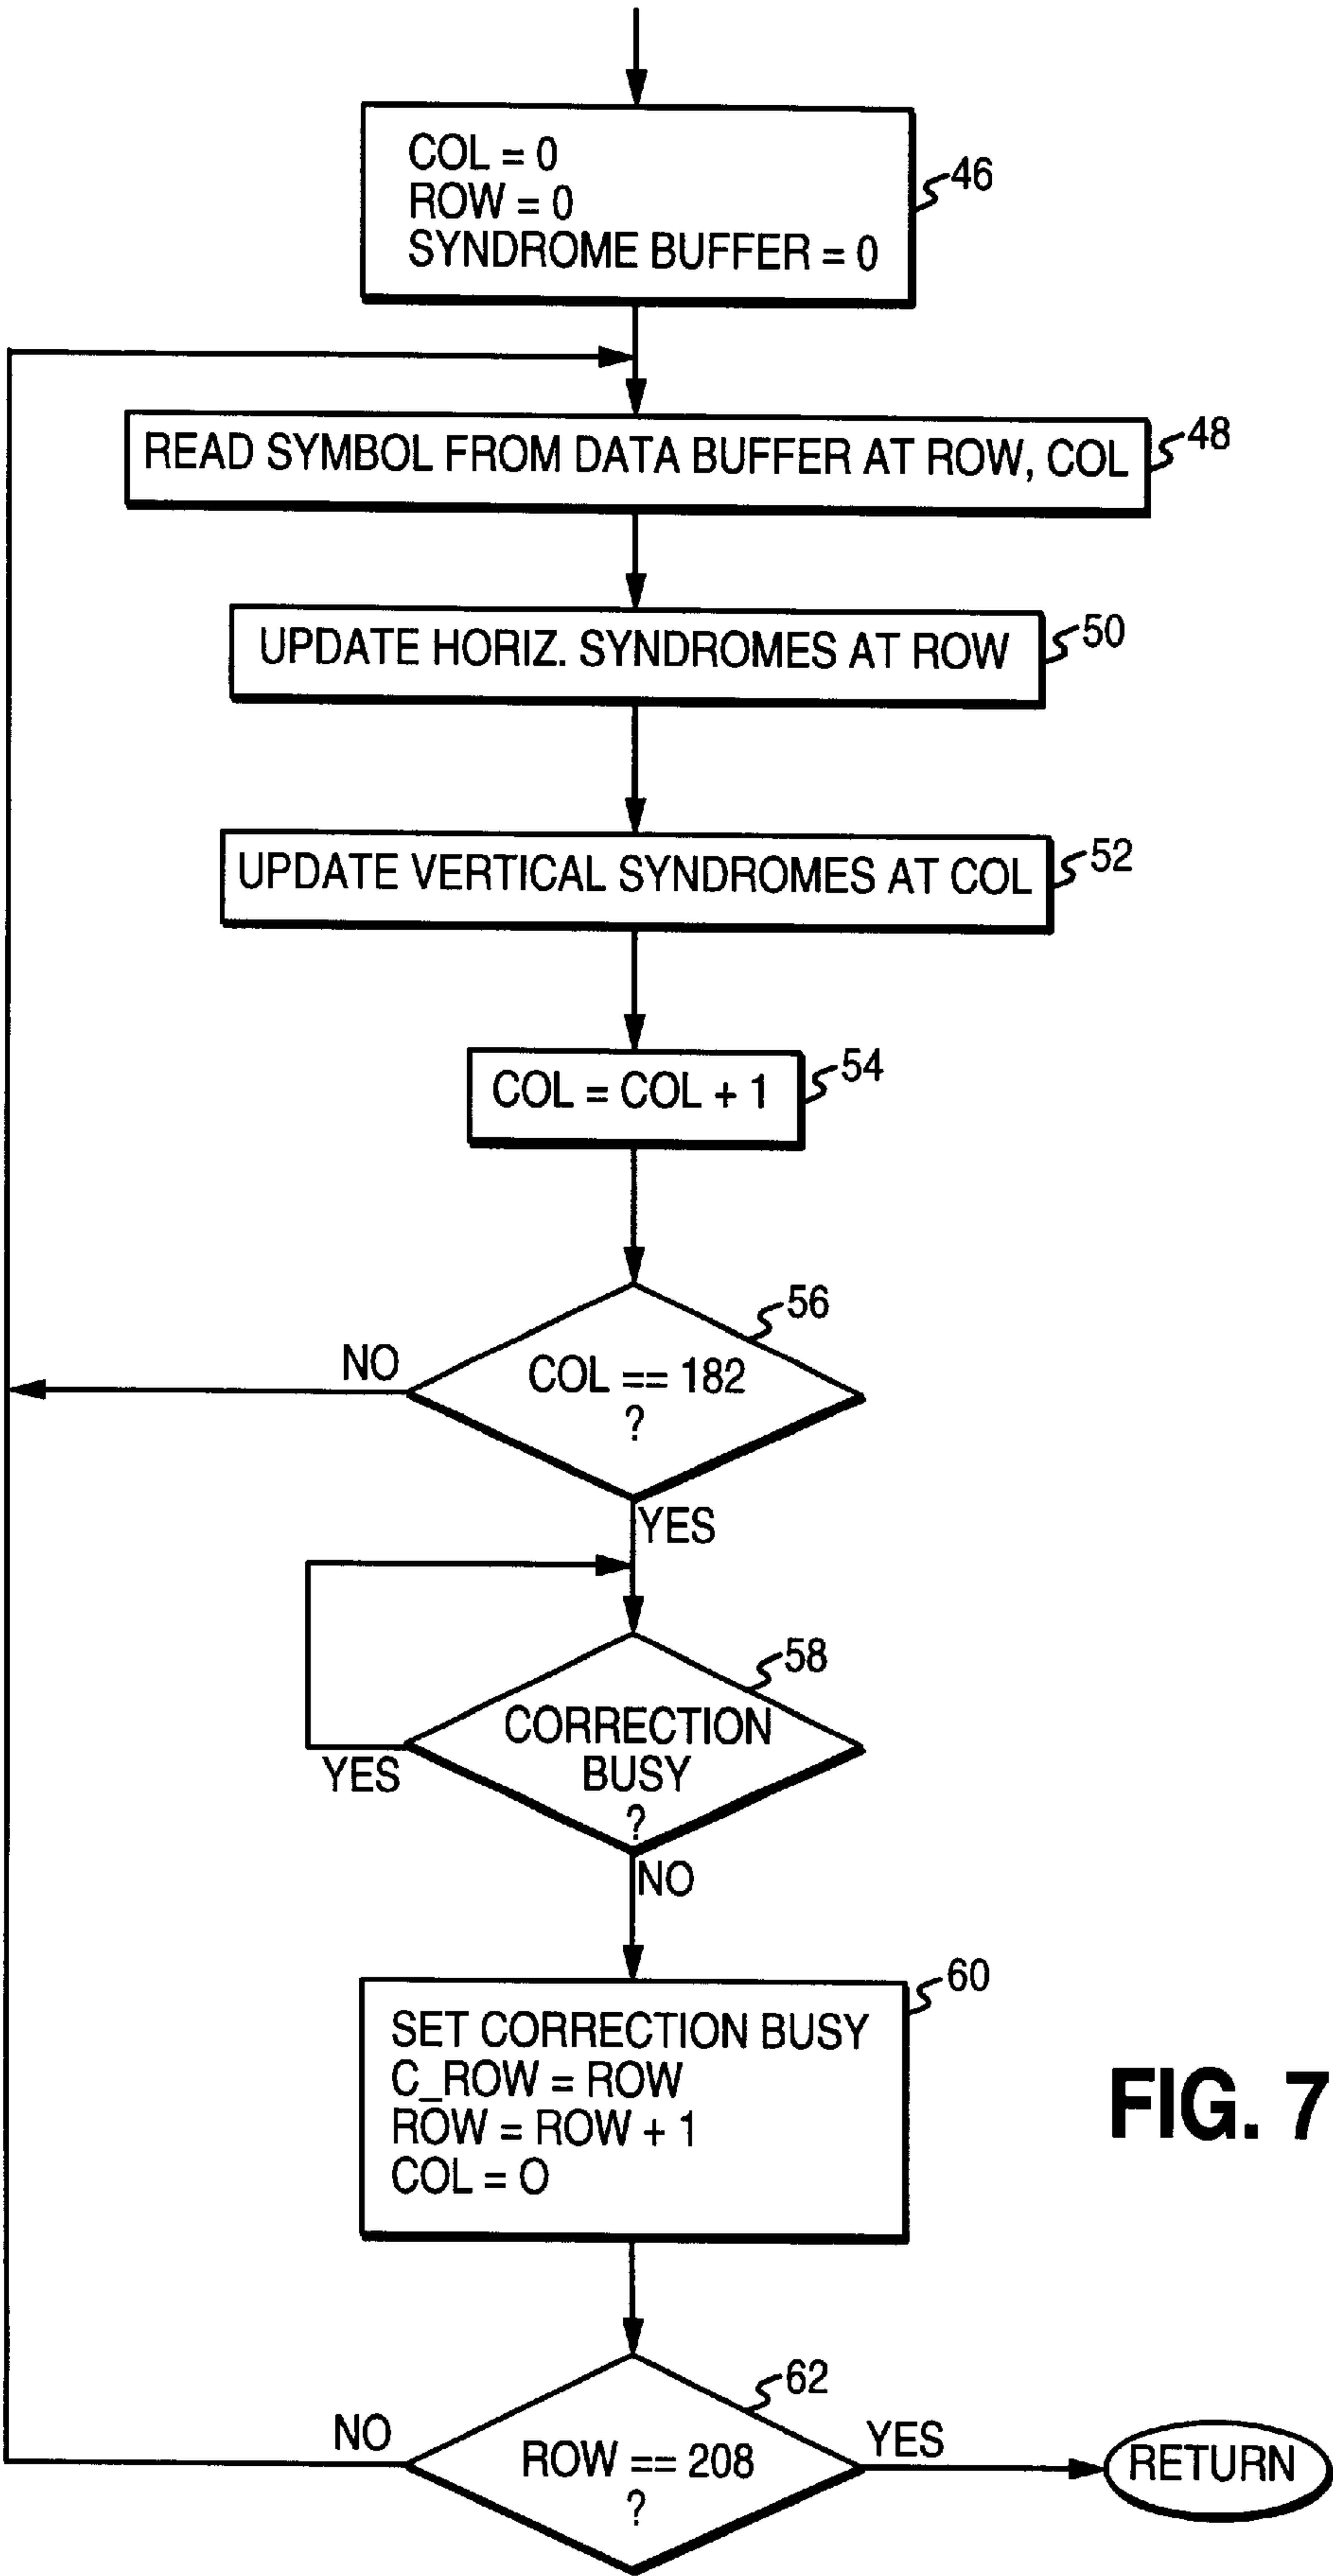 COL = 0
ROW = 0
SYNDROME BUFFER = 0
46
READ SYMBOL FROM DATA BUFFER AT ROW, COL
48
UPDATE HORIZ. SYNDROMES AT ROW
50
UPDATE VERTICAL SYNDROMES AT COL
52
COL = COL + 1
54
56
NO
COL == 182
?
YES
58
CORRECTION
BUSY
?
YES
NO
60
SET CORRECTION BUSY
C_ROW = ROW
ROW = ROW + 1
COL = O
FIG. 7
62
NO
ROW == 208
?
YES
RETURN